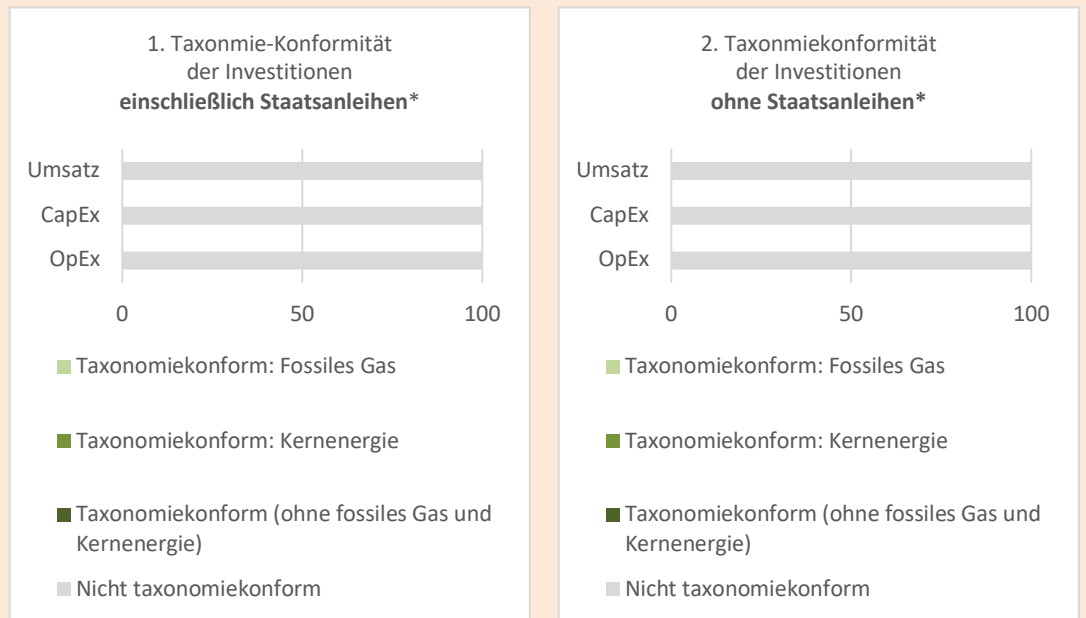 1. Taxonmie-Konformität
der Investitionen
einschließlich Staatsanleihen*
Umsatz
CapEx
OpEx
0 50 100
Taxonomiekonform: Fossiles Gas
Taxonomiekonform: Kernenergie
Taxonomiekonform (ohne fossiles Gas und
Kernenergie)
Nicht taxonomiekonform
2. Taxonmiekonformität
der Investitionen
ohne Staatsanleihen*
Umsatz
CapEx
OpEx
0 50 100
Taxonomiekonform: Fossiles Gas
Taxonomiekonform: Kernenergie
Taxonomiekonform (ohne fossiles Gas und
Kernenergie)
Nicht taxonomiekonform